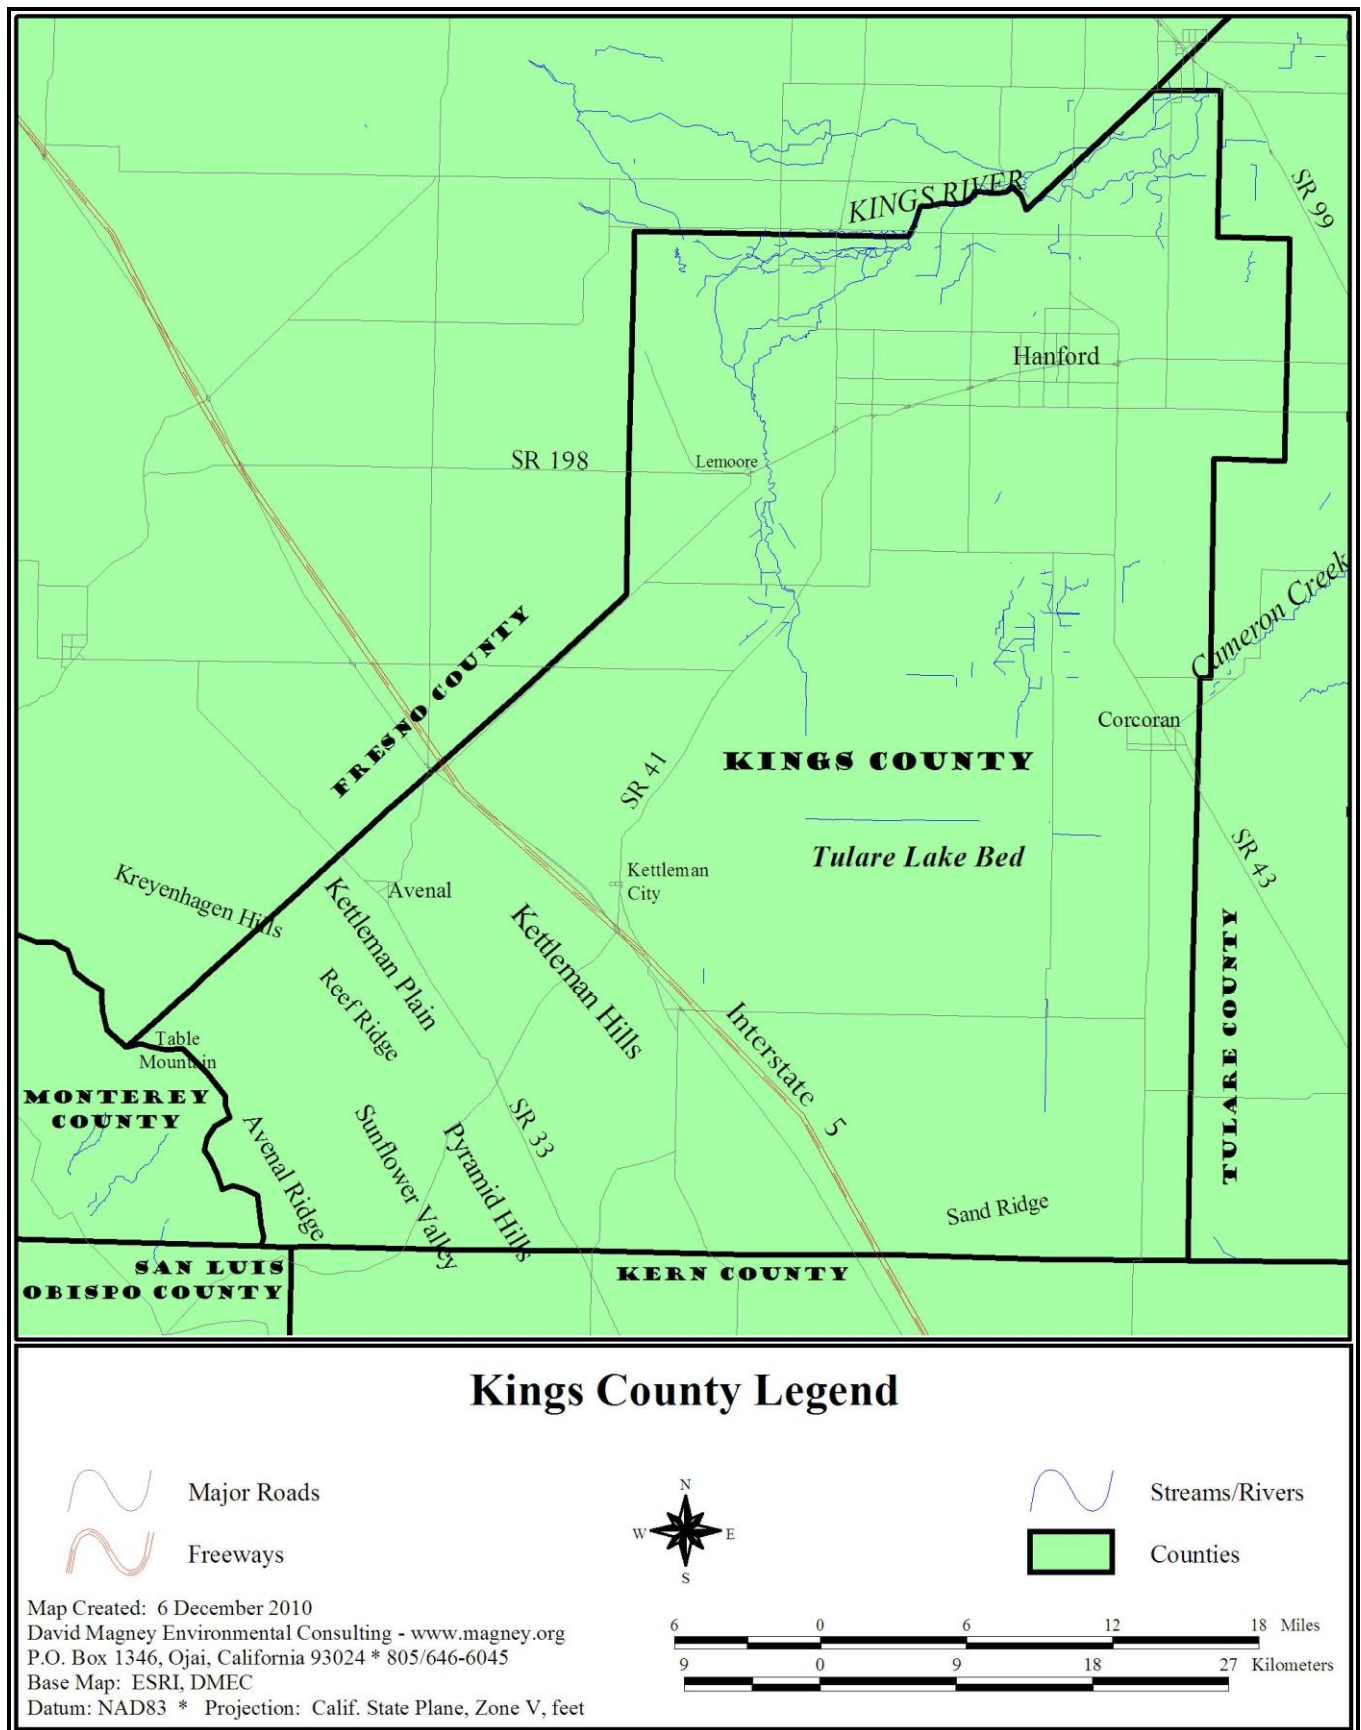 KINGS RIVER
SR 99
Hanford
SR 198
Lemoore
Cameron Creek
FRESNO COUNTY
Corcoran
KINGS COUNTY
SR 41
Tulare Lake Bed
SR 43
Kettleman
City
Avenal
Kreyenhagen Hills
Kettleman Plain
Kettleman Hills
Reef Ridge
Interstate 5
TULARE COUNTY
Table
Mountain
MONTEREY
COUNTY
Avenal Ridge
Sunflower Valley
Pyramid Hills
SR 33
Sand Ridge
SAN LUIS
OBISPO COUNTY
KERN COUNTY
Kings County Legend
Major Roads
Freeways
N
W E
S
Streams/Rivers
Counties
Map Created: 6 December 2010
David Magney Environmental Consulting - www.magney.org
P.O. Box 1346, Ojai, California 93024 * 805/646-6045
Base Map: ESRI, DMEC
Datum: NAD83 * Projection: Calif. State Plane, Zone V, feet
6 0 6 12 18 Miles
9 0 9 18 27 Kilometers